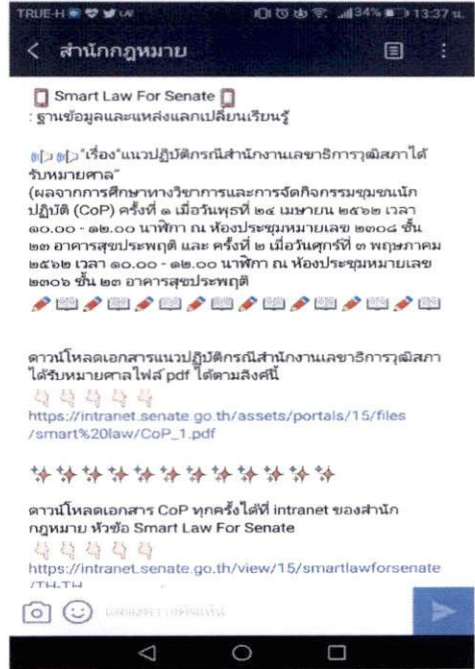 TRUE-H
34% 13:37 น.
สำนักกฎหมาย
Smart Law For Senate
: ฐานข้อมูลและแหล่งแลกเปลี่ยนเรียนรู้
"เรื่อง"แนวปฏิบัติกรณีสำนักงานเลขาธิการวุฒิสภาได้
รับหมายศาล"
(ผลจากการศึกษาทางวิชาการและการจัดกิจกรรมชุมชนนัก
ปฏิบัติ (CoP) ครั้งที่ ๑ เมื่อวันพุธที่ ๒๔ เมษายน ๒๕๖๒ เวลา
๑๐.๐๐ - ๑๒.๐๐ นาฬิกา ณ ห้องประชุมหมายเลข ๒๓๐๘ ชั้น
๒๓ อาคารสุขประพฤติ และ ครั้งที่ ๒ เมื่อวันศุกร์ที่ ๓ พฤษภาคม
๒๕๖๒ เวลา ๑๐.๐๐ - ๑๒.๐๐ นาฬิกา ณ ห้องประชุมหมายเลข
๒๓๐๖ ชั้น ๒๓ อาคารสุขประพฤติ
ดาวน์โหลดเอกสารแนวปฏิบัติกรณีสำนักงานเลขาธิการวุฒิสภา
ได้รับหมายศาลไฟล์ pdf ได้ตามลิงค์นี้
https://intranet.senate.go.th/assets/portals/15/files
/smart%20law/CoP_1.pdf
ดาวน์โหลดเอกสาร CoP ทุกครั้งได้ที่ intranet ของสำนัก
กฎหมาย หัวข้อ Smart Law For Senate
https://intranet.senate.go.th/view/15/smartlawforsenate
/TH-TH
แสดงความคิดเห็น